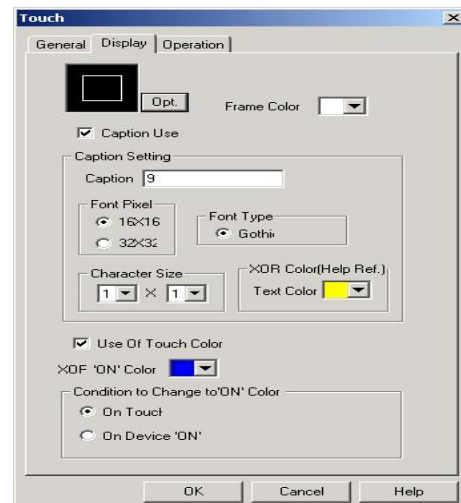 Touch
General Display Operation
Opt. Frame Color
Caption Use
Caption Setting
Caption 9
Font Pixel
16X16
32X32
Font Type
Gothi
Character Size
1 X 1
XOR Color(Help Ref.)
Text Color
Use Of Touch Color
XOF 'ON' Color
Condition to Change to'ON' Color
On Touch
On Device 'ON'
OK Cancel Help